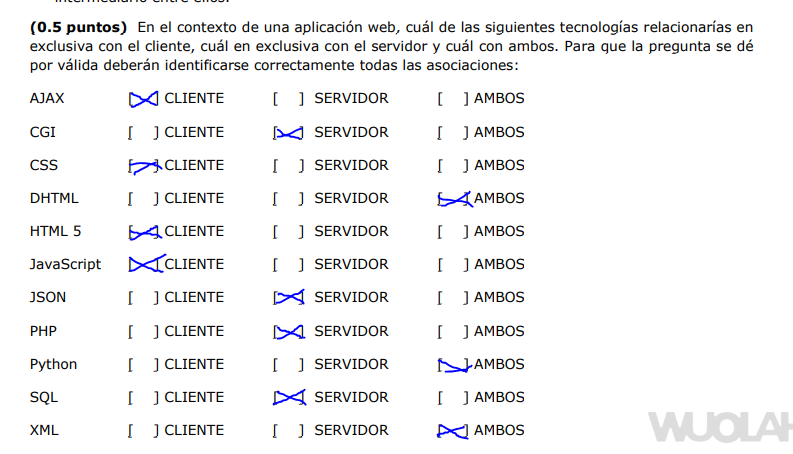 intermediario entre ellos.
(0.5 puntos) En el contexto de una aplicación web, cuál de las siguientes tecnologías relacionarías en
exclusiva con el cliente, cuál en exclusiva con el servidor y cuál con ambos. Para que la pregunta se dé
por válida deberán identificarse correctamente todas las asociaciones:
AJAX [X] CLIENTE [ ] SERVIDOR [ ] AMBOS
CGI [ ] CLIENTE [X] SERVIDOR [ ] AMBOS
CSS [X] CLIENTE [ ] SERVIDOR [ ] AMBOS
DHTML [ ] CLIENTE [ ] SERVIDOR [X] AMBOS
HTML 5 [X] CLIENTE [ ] SERVIDOR [ ] AMBOS
JavaScript [X] CLIENTE [ ] SERVIDOR [ ] AMBOS
JSON [ ] CLIENTE [X] SERVIDOR [ ] AMBOS
PHP [ ] CLIENTE [X] SERVIDOR [ ] AMBOS
Python [ ] CLIENTE [ ] SERVIDOR [X] AMBOS
SQL [ ] CLIENTE [X] SERVIDOR [ ] AMBOS
XML [ ] CLIENTE [ ] SERVIDOR [X] AMBOS
WUOLAH